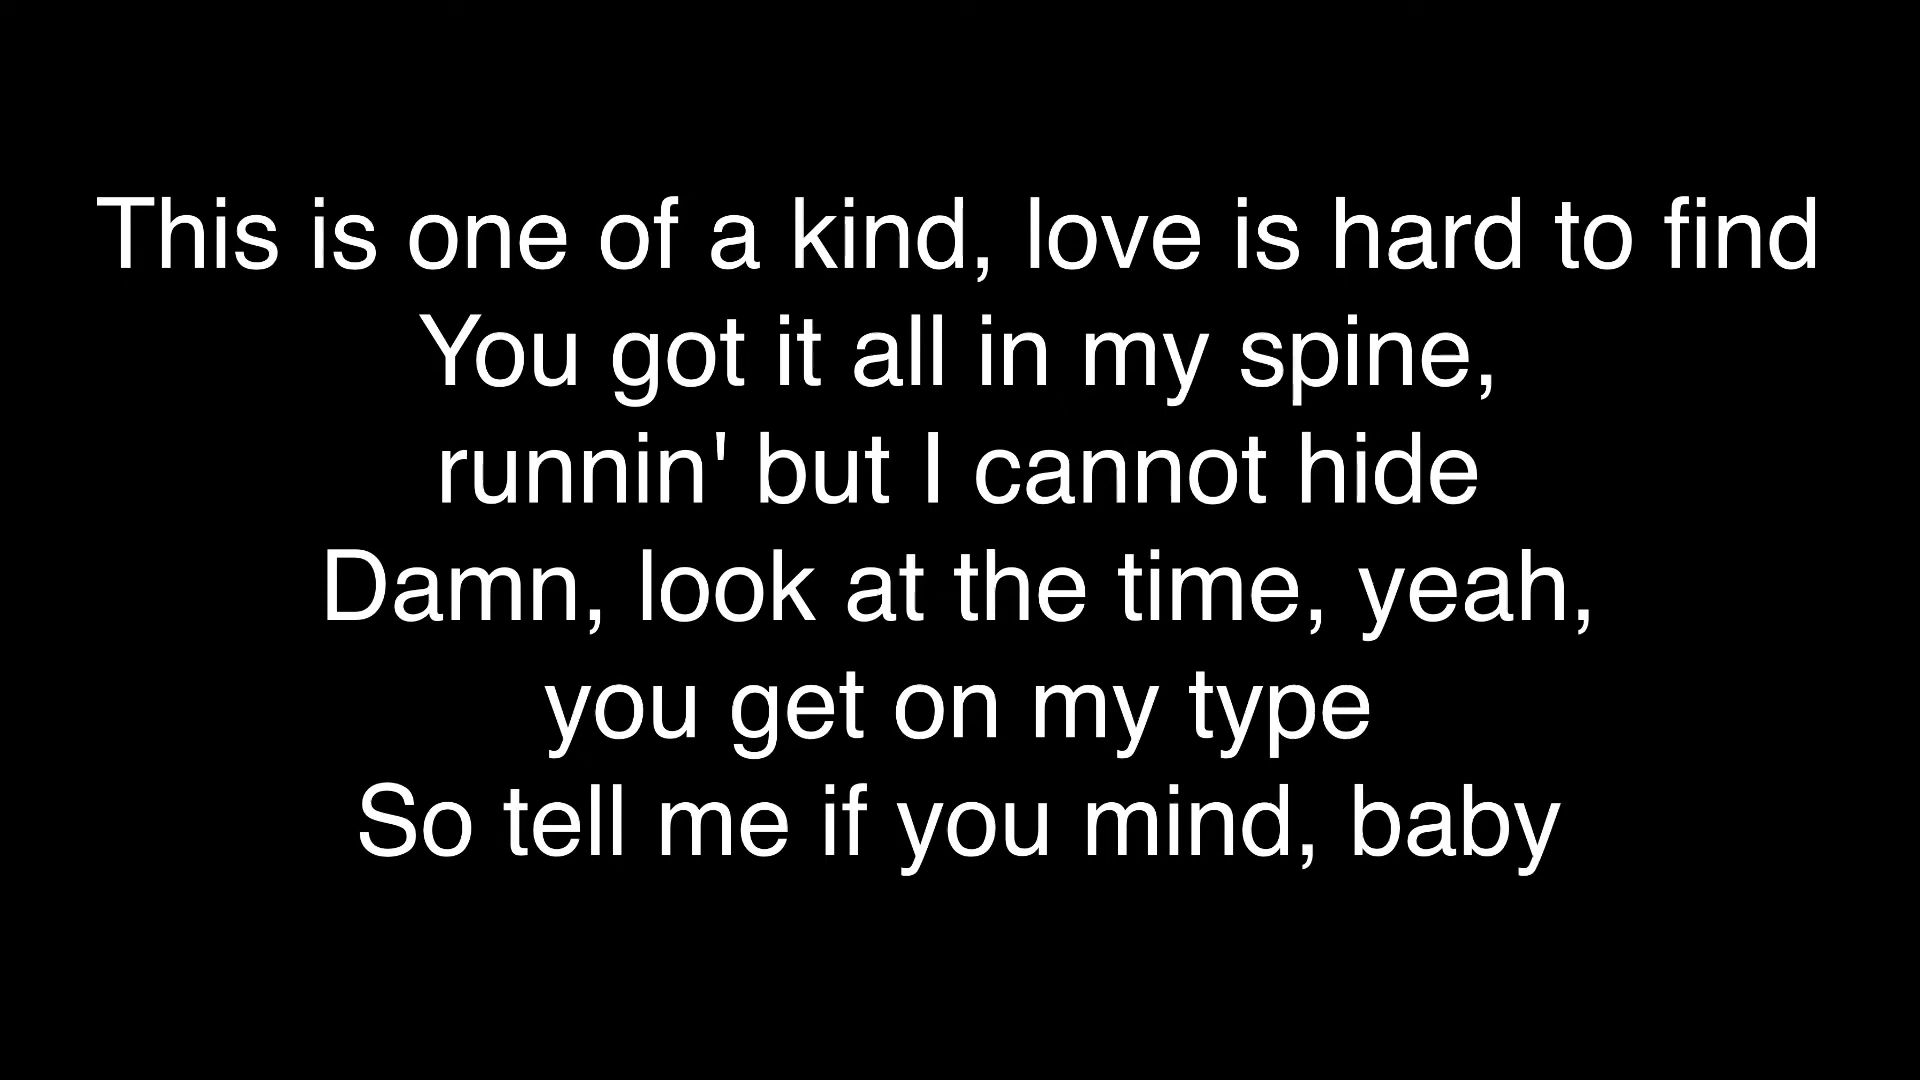 This is one of a kind, love is hard to find
You got it all in my spine,
runnin' but I cannot hide
Damn, look at the time, yeah,
you get on my type
So tell me if you mind, baby